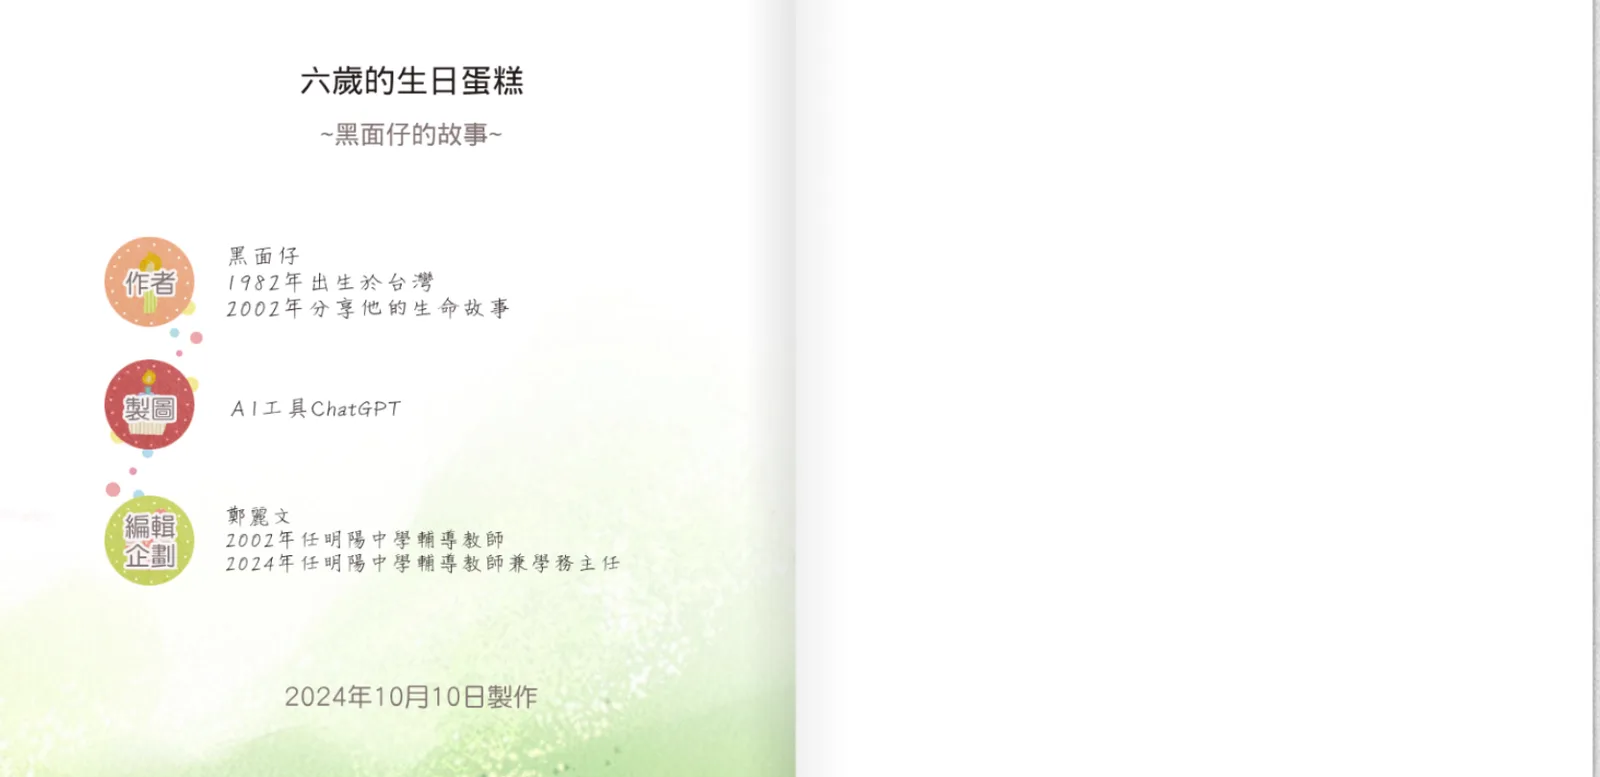 六歲的生日蛋糕
~黑面仔的故事~
作者
黑面仔
1982年出生於台灣
2002年分享他的生命故事
製圖
AI工具ChatGPT
編輯
企劃
鄭麗文
2002年任明陽中學輔導教師
2024年任明陽中學輔導教師兼學務主任
2024年10月10日製作